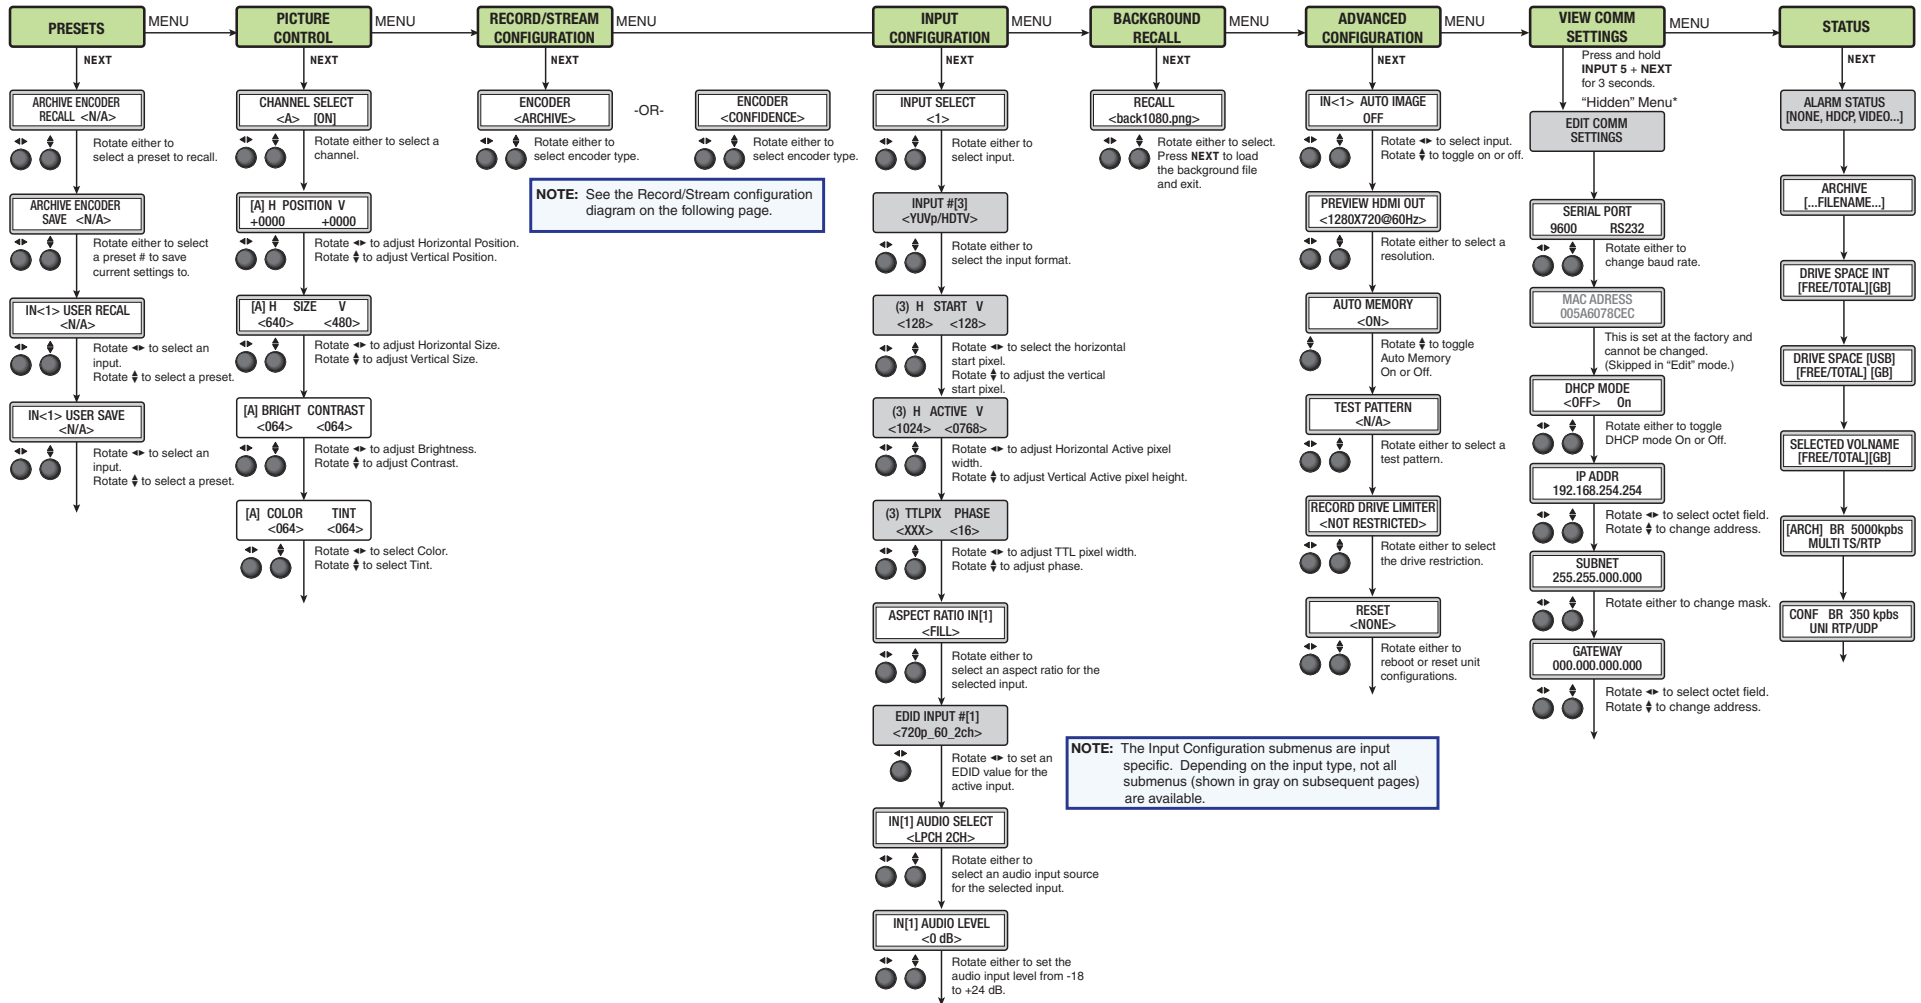 PRESETS
MENU
NEXT
ARCHIVE ENCODER
RECALL <N/A>
Rotate either to
select a preset to recall.
ARCHIVE ENCODER
SAVE <N/A>
Rotate either to select
a preset # to save
current settings to.
IN<1> USER RECAL
<N/A>
Rotate ◂▸ to select an
input.
Rotate ▴▾ to select a preset.
IN<1> USER SAVE
<N/A>
Rotate ◂▸ to select an
input.
Rotate ▴▾ to select a preset.
PICTURE
CONTROL
MENU
NEXT
CHANNEL SELECT
<A> [ON]
Rotate either to select a
channel.
[A] H POSITION V
+0000 +0000
Rotate ◂▸ to adjust Horizontal Position.
Rotate ▴▾ to adjust Vertical Position.
[A] H SIZE V
<640> <480>
Rotate ◂▸ to adjust Horizontal Size.
Rotate ▴▾ to adjust Vertical Size.
[A] BRIGHT CONTRAST
<064> <064>
Rotate ◂▸ to adjust Brightness.
Rotate ▴▾ to adjust Contrast.
[A] COLOR TINT
<064> <064>
Rotate ◂▸ to select Color.
Rotate ▴▾ to select Tint.
RECORD/STREAM
CONFIGURATION
MENU
NEXT
ENCODER
<ARCHIVE>
Rotate either to
select encoder type.
-OR-
ENCODER
<CONFIDENCE>
Rotate either to
select encoder type.
NOTE: See the Record/Stream configuration
diagram on the following page.
INPUT
CONFIGURATION
MENU
NEXT
INPUT SELECT
<1>
Rotate either to
select input.
INPUT #[3]
<YUVp/HDTV>
Rotate either to
select the input format.
(3) H START V
<128> <128>
Rotate ◂▸ to select the horizontal
start pixel.
Rotate ▴▾ to adjust the vertical
start pixel.
(3) H ACTIVE V
<1024> <0768>
Rotate ◂▸ to adjust Horizontal Active pixel
width.
Rotate ▴▾ to adjust Vertical Active pixel height.
(3) TTLPIX PHASE
<XXX> <16>
Rotate ◂▸ to adjust TTL pixel width.
Rotate ▴▾ to adjust phase.
ASPECT RATIO IN[1]
<FILL>
Rotate either to
select an aspect ratio for the
selected input.
EDID INPUT #[1]
<720p_60_2ch>
Rotate ◂▸ to set an
EDID value for the
active input.
IN[1] AUDIO SELECT
<LPCH 2CH>
Rotate either to
select an audio input source
for the selected input.
IN[1] AUDIO LEVEL
<0 dB>
Rotate either to set the
audio input level from -18
to +24 dB.
BACKGROUND
RECALL
MENU
NEXT
RECALL
<back1080.png>
Rotate either to select.
Press NEXT to load
the background file
and exit.
NOTE: The Input Configuration submenus are input
specific. Depending on the input type, not all
submenus (shown in gray on subsequent pages)
are available.
ADVANCED
CONFIGURATION
MENU
NEXT
IN<1> AUTO IMAGE
OFF
Rotate ◂▸ to select input.
Rotate ▴▾ to toggle on or off.
PREVIEW HDMI OUT
<1280X720@60Hz>
Rotate either to select a
resolution.
AUTO MEMORY
<ON>
Rotate ▴▾ to toggle
Auto Memory
On or Off.
TEST PATTERN
<N/A>
Rotate either to select a
test pattern.
RECORD DRIVE LIMITER
<NOT RESTRICTED>
Rotate either to select
the drive restriction.
RESET
<NONE>
Rotate either to
reboot or reset unit
configurations.
VIEW COMM
SETTINGS
MENU
Press and hold
INPUT 5 + NEXT
for 3 seconds.
“Hidden” Menu*
EDIT COMM
SETTINGS
SERIAL PORT
9600 RS232
Rotate either to
change baud rate.
MAC ADRESS
005A6078CEC
This is set at the factory and
cannot be changed.
(Skipped in “Edit” mode.)
DHCP MODE
<OFF> On
Rotate either to toggle
DHCP mode On or Off.
IP ADDR
192.168.254.254
Rotate ◂▸ to select octet field.
Rotate ▴▾ to change address.
SUBNET
255.255.000.000
Rotate either to change mask.
GATEWAY
000.000.000.000
Rotate ◂▸ to select octet field.
Rotate ▴▾ to change address.
STATUS
NEXT
ALARM STATUS
[NONE, HDCP, VIDEO...]
ARCHIVE
[...FILENAME...]
DRIVE SPACE INT
[FREE/TOTAL][GB]
DRIVE SPACE [USB]
[FREE/TOTAL] [GB]
SELECTED VOLNAME
[FREE/TOTAL][GB]
[ARCH] BR 5000kpbs
MULTI TS/RTP
CONF BR 350 kpbs
UNI RTP/UDP